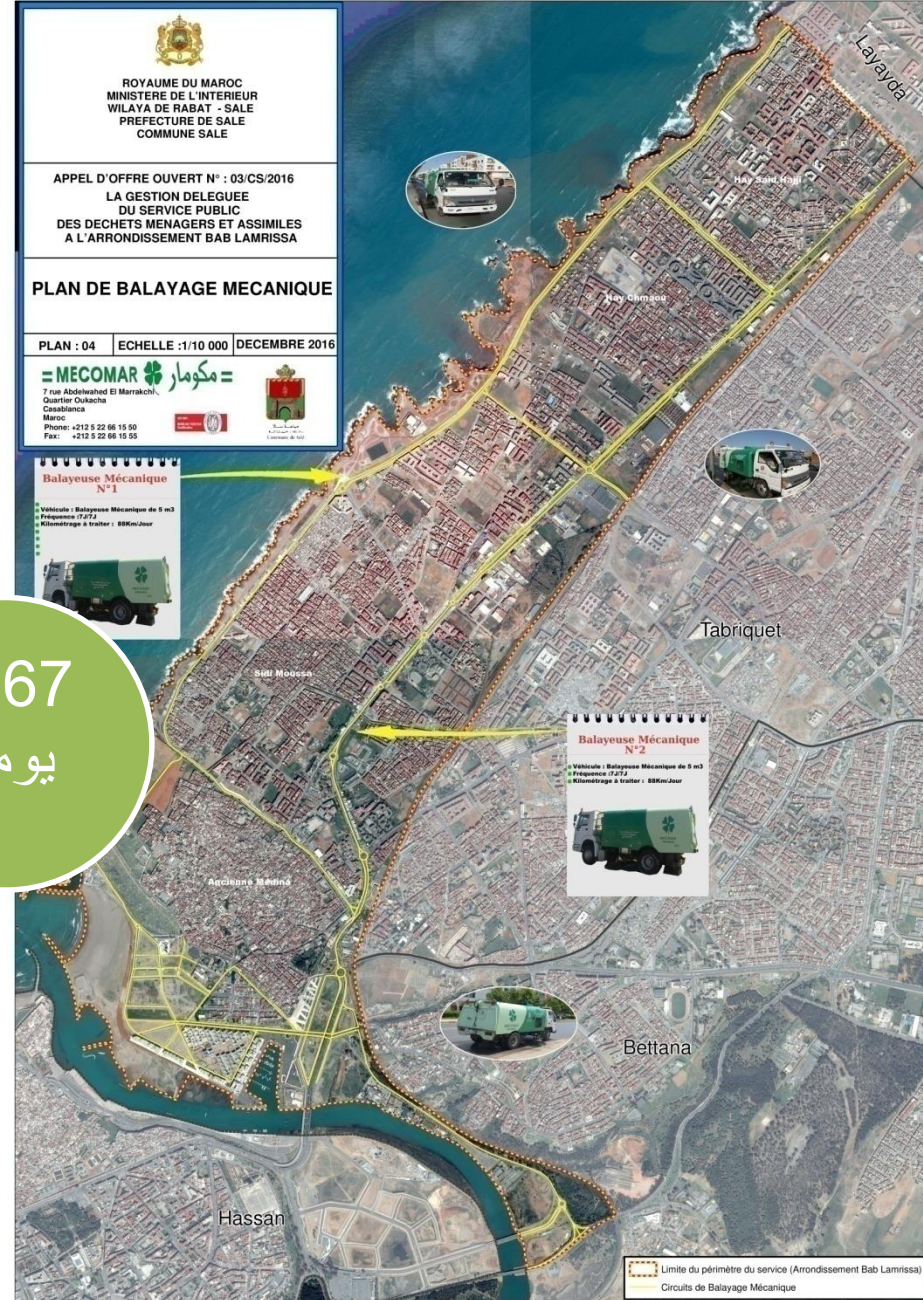 ROYAUME DU MAROC
MINISTERE DE L'INTERIEUR
WILAYA DE RABAT - SALE
PREFECTURE DE SALE
COMMUNE SALE
APPEL D'OFFRE OUVERT N° : 03/CS/2016
LA GESTION DELEGUEE
DU SERVICE PUBLIC
DES DECHETS MENAGERS ET ASSIMILES
A L'ARRONDISSEMENT BAB LAMRISSA
PLAN DE BALAYAGE MECANIQUE
PLAN : 04
ECHELLE :1/10 000
DECEMBRE 2016
MECOMAR مكومار
7 rue Abdelwahed El Marrakchi,
Quartier Oukacha
Casablanca
Maroc
Phone: +212 5 22 66 15 50
Fax: +212 5 22 66 15 55
Layayda
Hay Said Hajji
Hay Chmaou
Balayeuse Mécanique
N°1
Véhicule : Balayeuse Mécanique de 5 m3
Fréquence :7J/7J
Kilométrage à traiter : 88Km/Jour
67
Tabriquet
Sidi Moussa
Balayeuse Mécanique
N°2
Véhicule : Balayeuse Mécanique de 5 m3
Fréquence :7J/7J
Kilométrage à traiter : 88Km/Jour
Ancienne Médina
Bettana
Hassan
Limite du périmètre du service (Arrondissement Bab Lamrissa)
Circuits de Balayage Mécanique